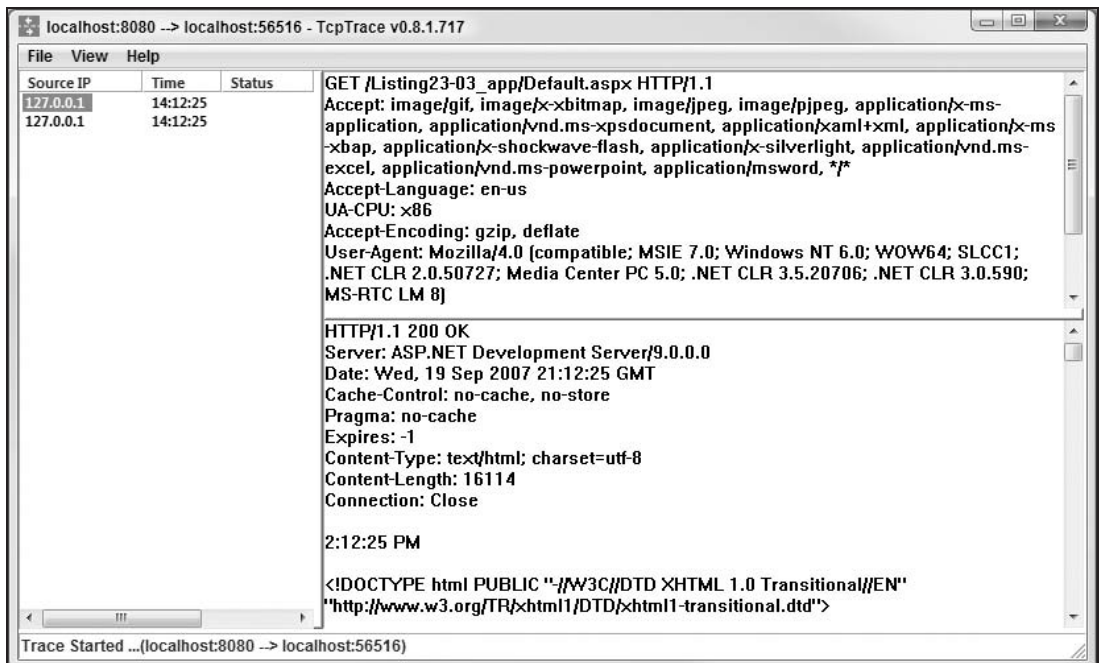 localhost:8080 --> localhost:56516 - TcpTrace v0.8.1.717
File View Help
Source IP Time Status
127.0.0.1 14:12:25
127.0.0.1 14:12:25
GET /Listing23-03_app/Default.aspx HTTP/1.1
Accept: image/gif, image/x-xbitmap, image/jpeg, image/pjpeg, application/x-ms-
application, application/vnd.ms-xpsdocument, application/xaml+xml, application/x-ms
-xbap, application/x-shockwave-flash, application/x-silverlight, application/vnd.ms-
excel, application/vnd.ms-powerpoint, application/msword, */*
Accept-Language: en-us
UA-CPU: x86
Accept-Encoding: gzip, deflate
User-Agent: Mozilla/4.0 (compatible; MSIE 7.0; Windows NT 6.0; WOW64; SLCC1;
.NET CLR 2.0.50727; Media Center PC 5.0; .NET CLR 3.5.20706; .NET CLR 3.0.590;
MS-RTC LM 8)
HTTP/1.1 200 OK
Server: ASP.NET Development Server/9.0.0.0
Date: Wed, 19 Sep 2007 21:12:25 GMT
Cache-Control: no-cache, no-store
Pragma: no-cache
Expires: -1
Content-Type: text/html; charset=utf-8
Content-Length: 16114
Connection: Close
2:12:25 PM
<!DOCTYPE html PUBLIC "-//W3C//DTD XHTML 1.0 Transitional//EN"
"http://www.w3.org/TR/xhtml1/DTD/xhtml1-transitional.dtd">
Trace Started ...(localhost:8080 --> localhost:56516)